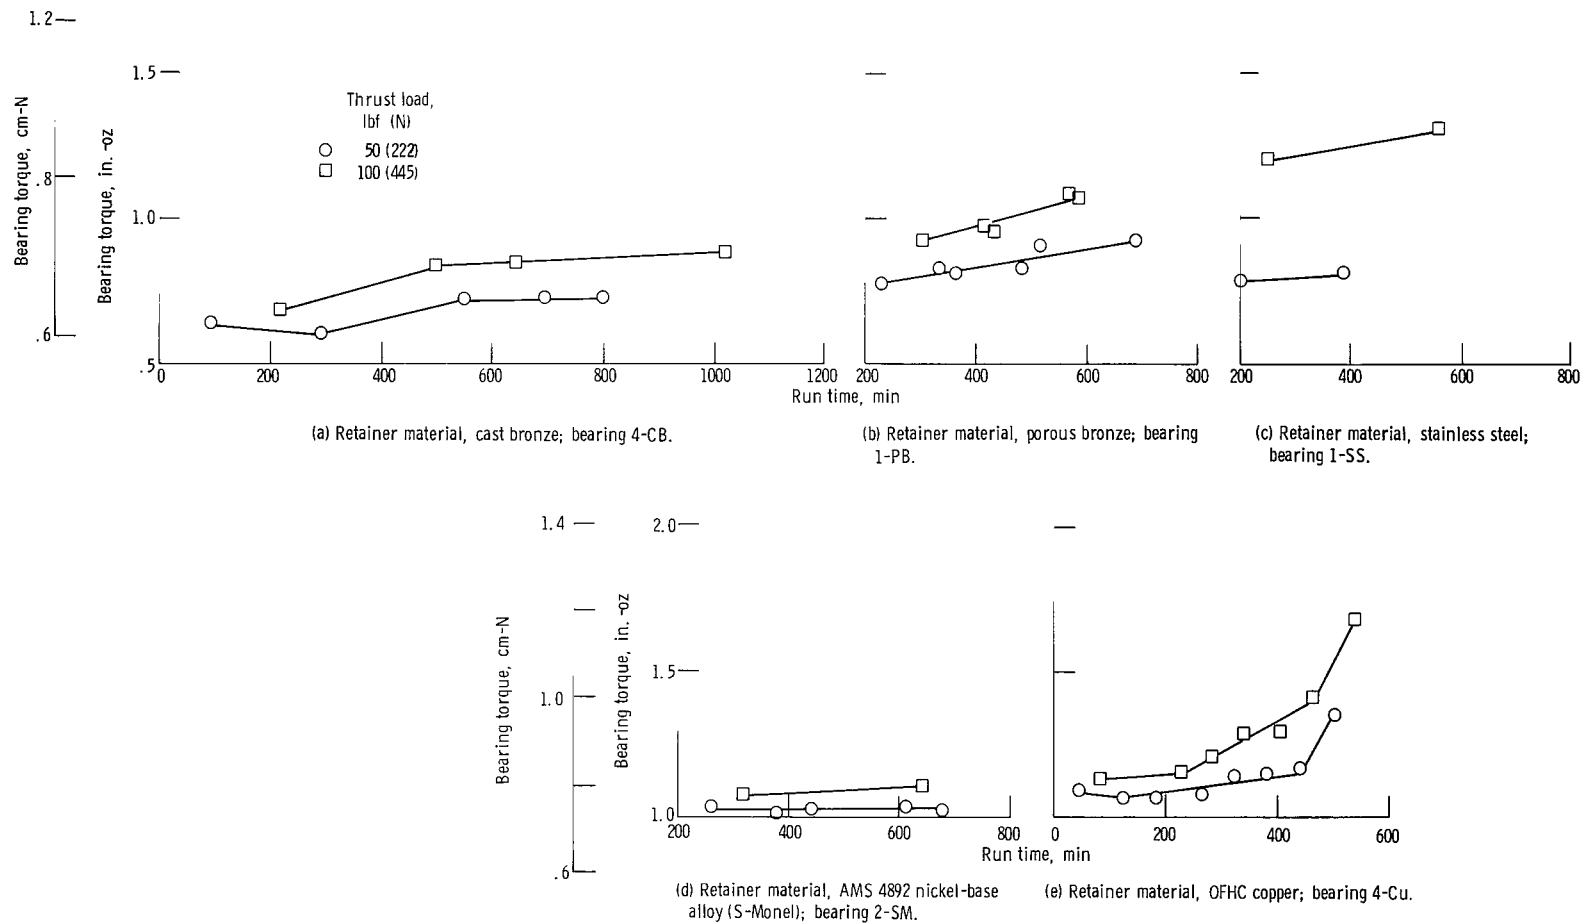 1.2
.8
.6
Bearing torque, cm-N
Bearing torque, in. -oz
1.5
1.0
.5
Thrust load,
lbf (N)
50 (222)
100 (445)
0 200 400 600 800 1000 1200
200 400 600 800
200 400 600 800
Run time, min
(a) Retainer material, cast bronze; bearing 4-CB.
(b) Retainer material, porous bronze; bearing
1-PB.
(c) Retainer material, stainless steel;
bearing 1-SS.
1.4
1.0
.6
Bearing torque, cm-N
Bearing torque, in. -oz
2.0
1.5
1.0
200 400 600 800
0 200 400 600
Run time, min
(d) Retainer material, AMS 4892 nickel-base
alloy (S-Monel); bearing 2-SM.
(e) Retainer material, OFHC copper; bearing 4-Cu.